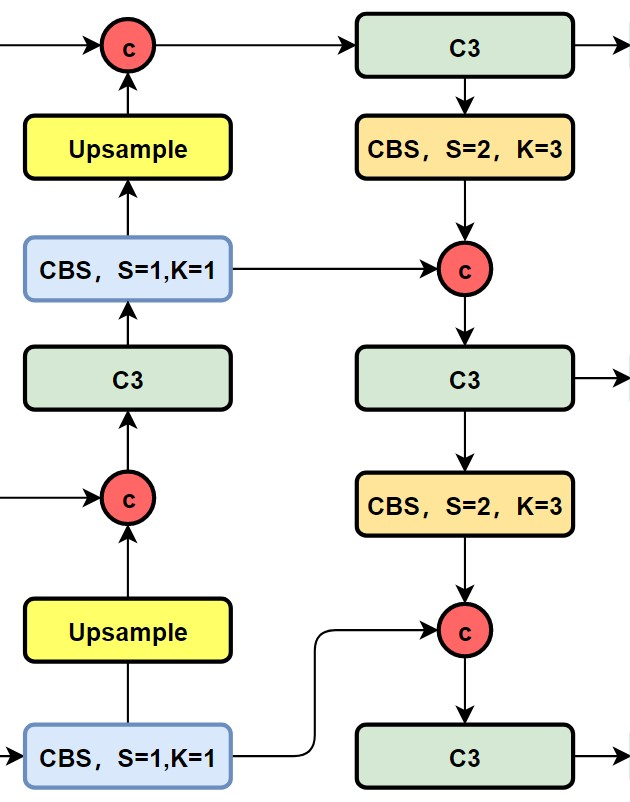 c
C3
Upsample
CBS，S=2，K=3
CBS，S=1,K=1
c
C3
C3
c
CBS，S=2，K=3
Upsample
c
CBS，S=1,K=1
C3